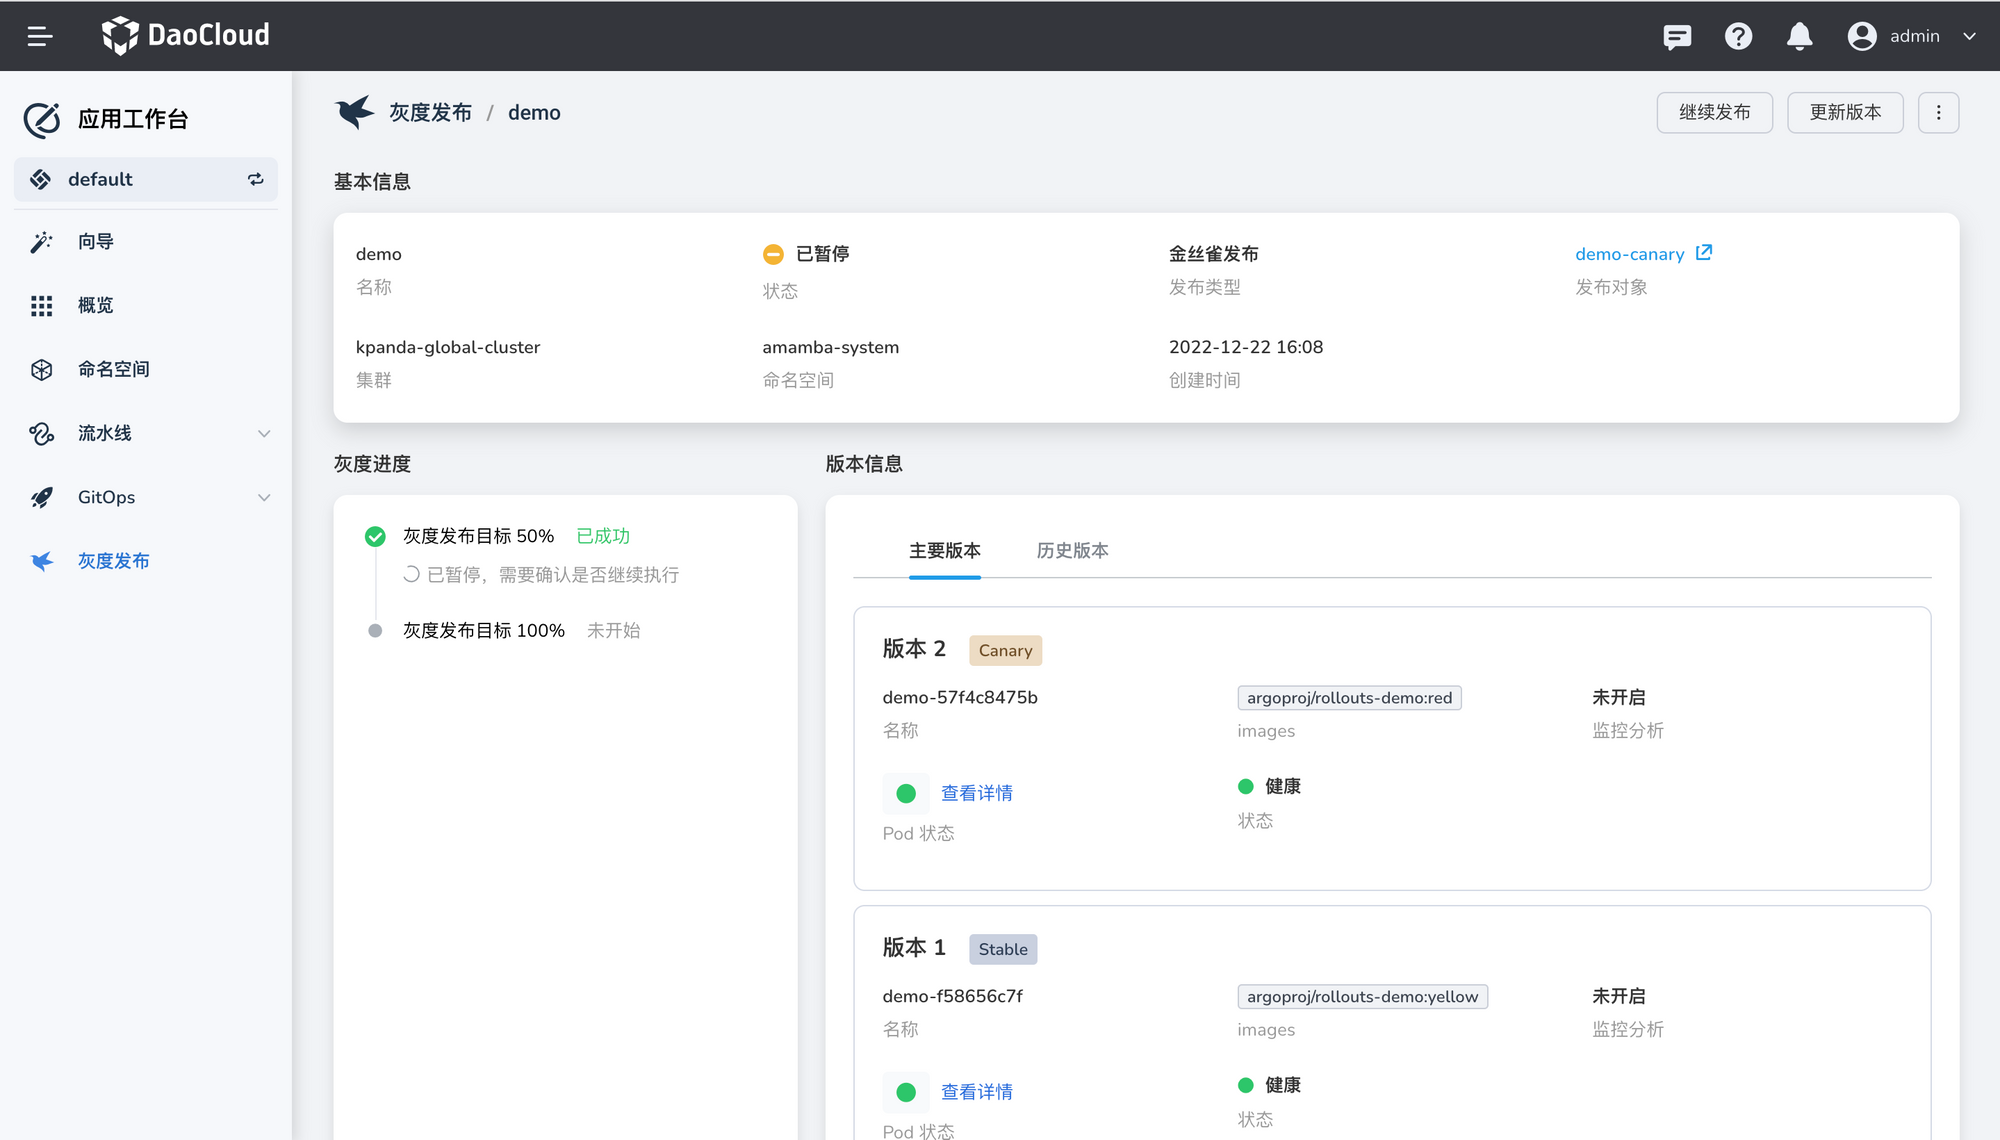 DaoCloud
admin
应用工作台
default
向导
概览
命名空间
流水线
GitOps
灰度发布
灰度发布 / demo
继续发布
更新版本
基本信息
demo
名称
已暂停
状态
金丝雀发布
发布类型
demo-canary
发布对象
kpanda-global-cluster
集群
amamba-system
命名空间
2022-12-22 16:08
创建时间
灰度进度
灰度发布目标 50% 已成功
已暂停，需要确认是否继续执行
灰度发布目标 100% 未开始
版本信息
主要版本
历史版本
版本 2 Canary
demo-57f4c8475b
名称
argoproj/rollouts-demo:red
images
未开启
监控分析
查看详情
Pod 状态
健康
状态
版本 1 Stable
demo-f58656c7f
名称
argoproj/rollouts-demo:yellow
images
未开启
监控分析
查看详情
Pod 状态
健康
状态